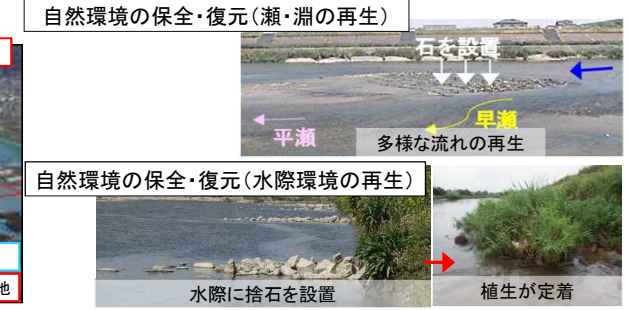 自然環境の保全・復元(瀬・淵の再生)
石を設置
早瀬
平瀬
多様な流れの再生
自然環境の保全・復元(水際環境の再生)
水際に捨石を設置
植生が定着
他